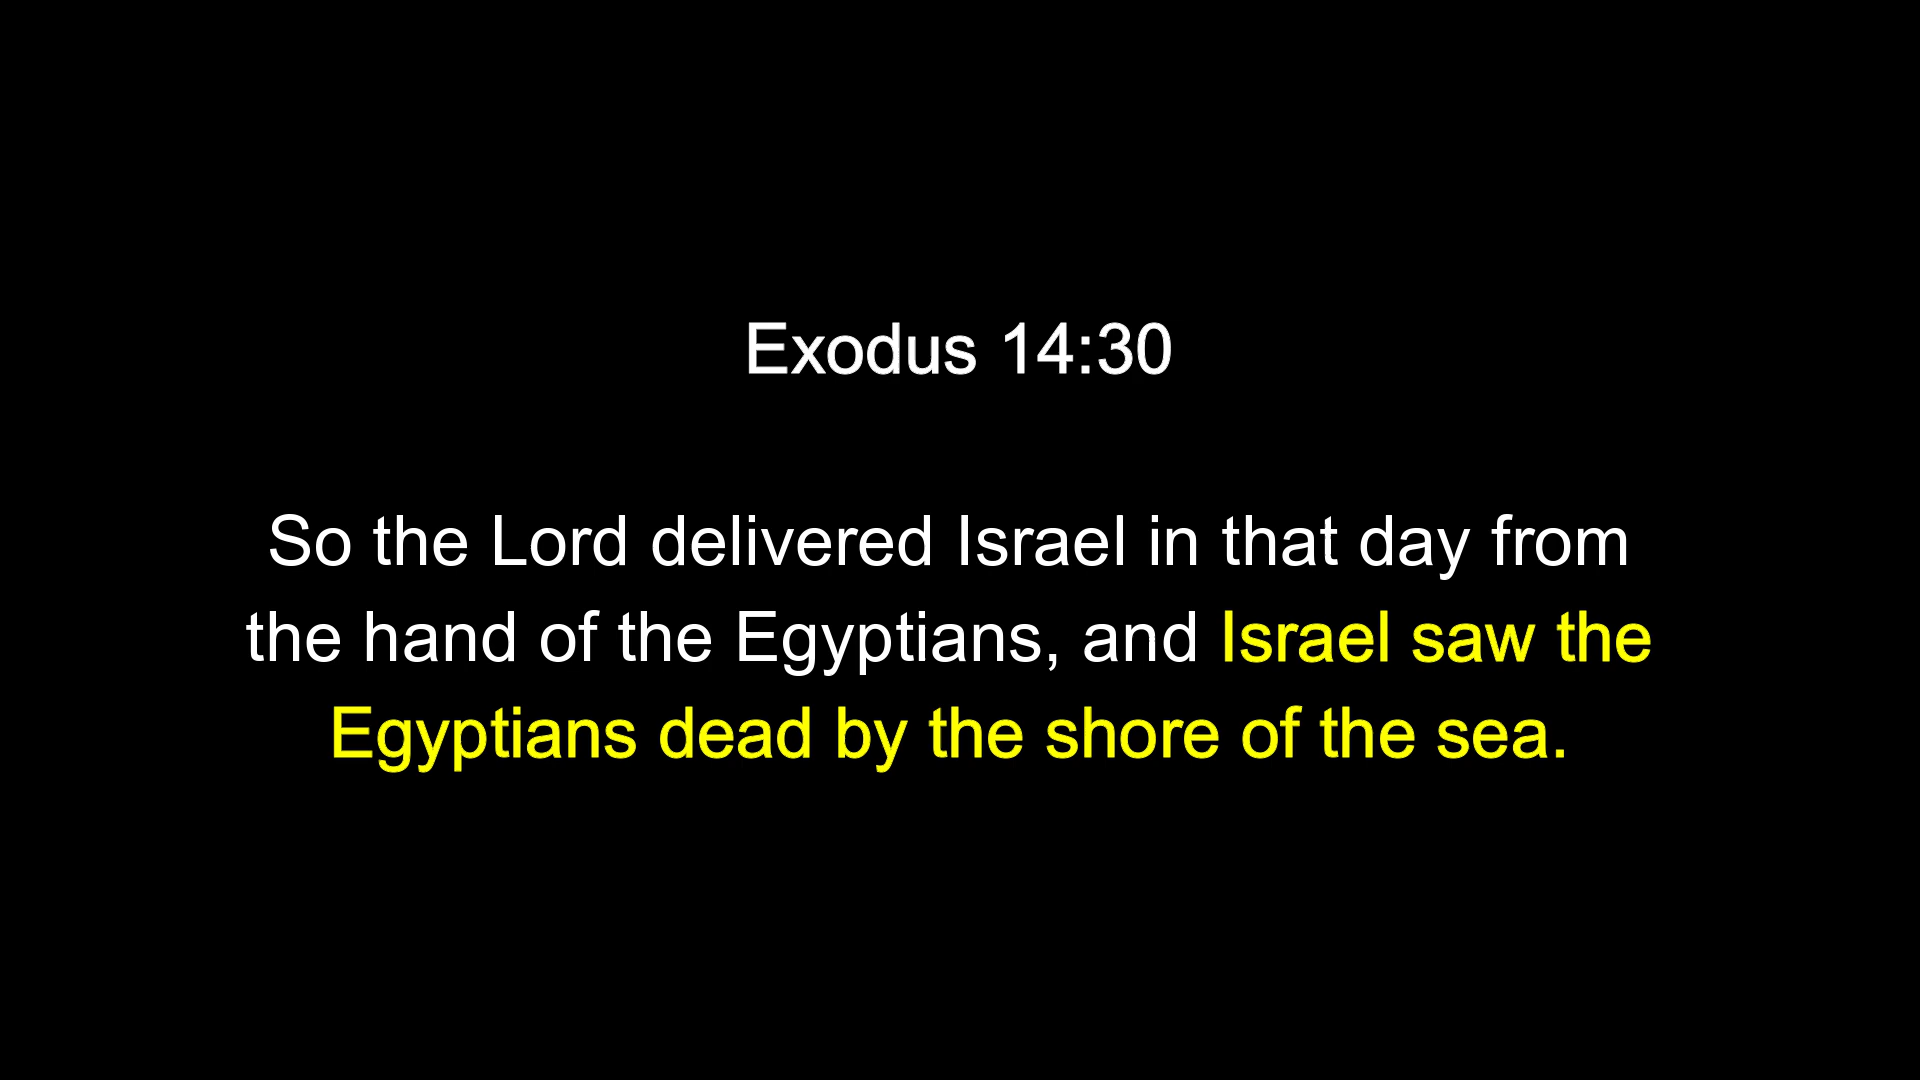 Exodus 14:30
So the Lord delivered Israel in that day from
the hand of the Egyptians, and Israel saw the
Egyptians dead by the shore of the sea.